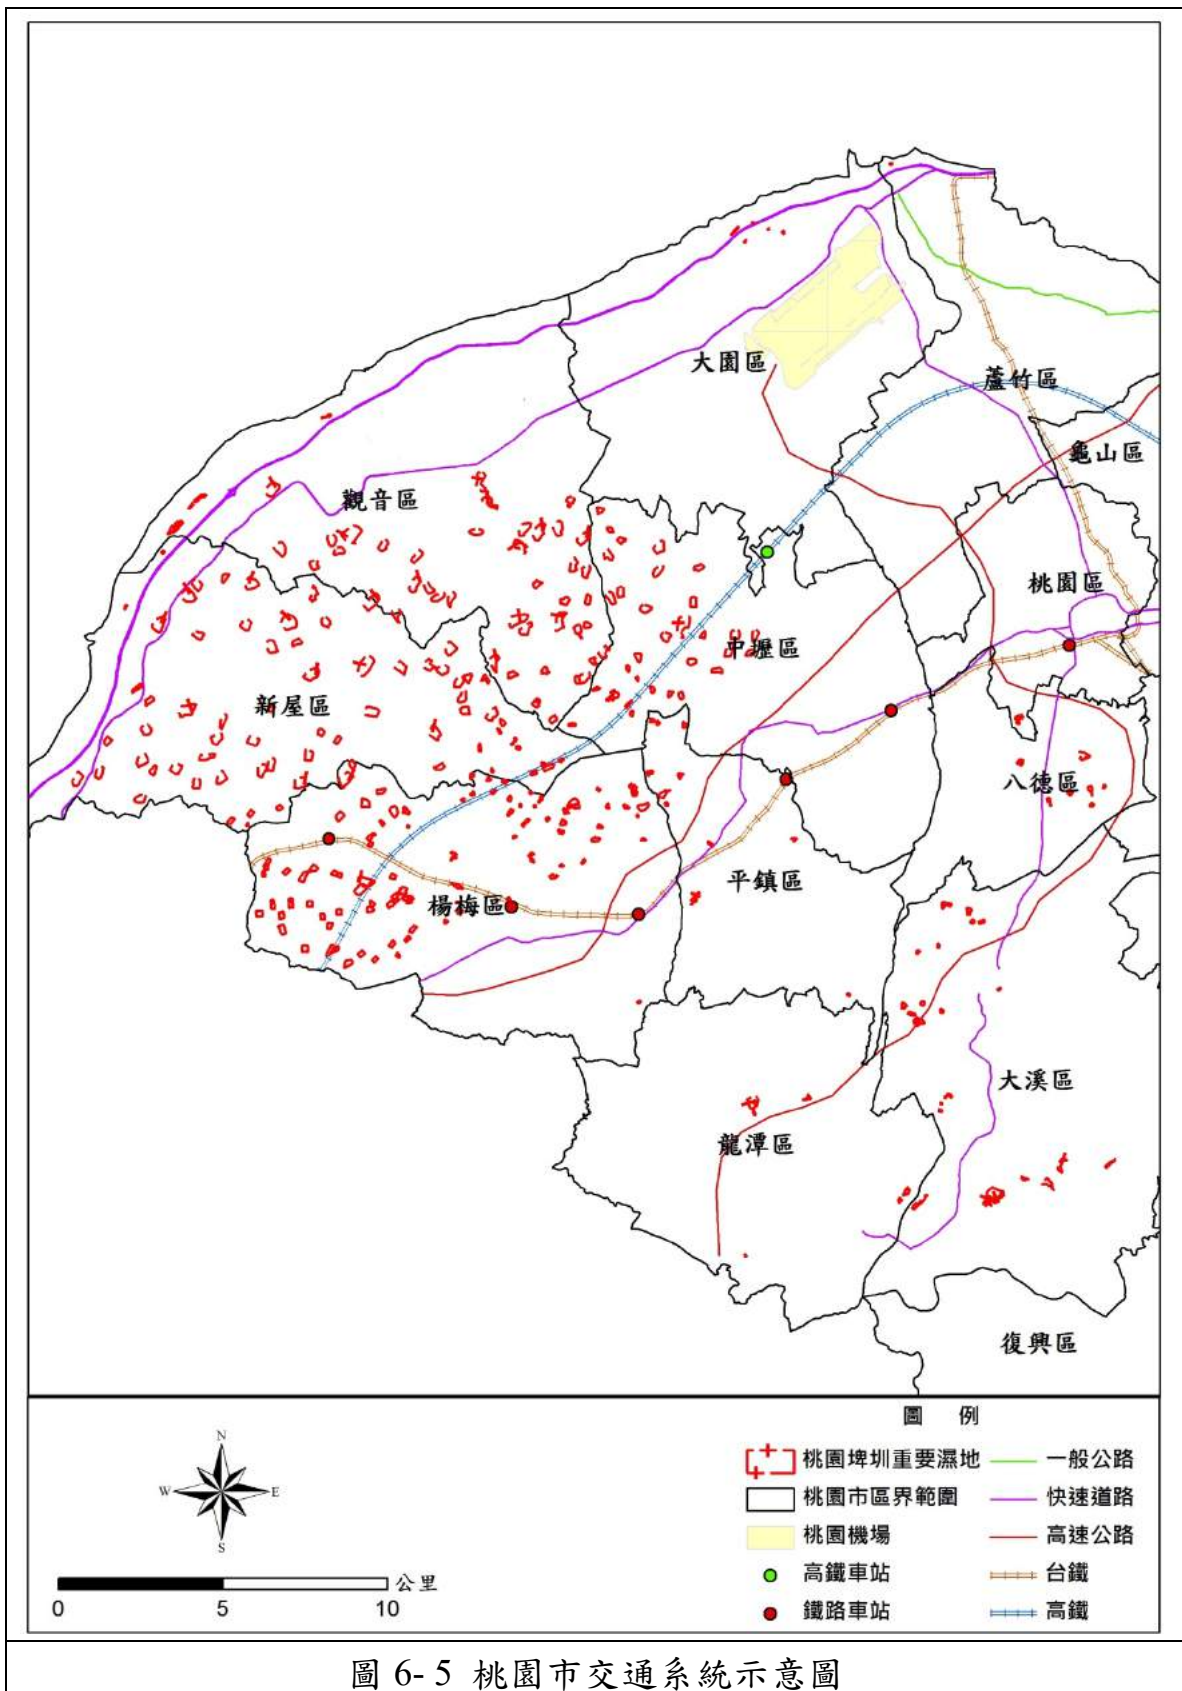 大園區
蘆竹區
龜山區
觀音區
桃園區
中壢區
新屋區
八德區
平鎮區
楊梅區
大溪區
龍潭區
復興區
圖 例
桃園埤圳重要濕地
一般公路
桃園市區界範圍
快速道路
桃園機場
高速公路
高鐵車站
台鐵
鐵路車站
高鐵
N
W E
S
公里
0 5 10
圖 6- 5 桃園市交通系統示意圖